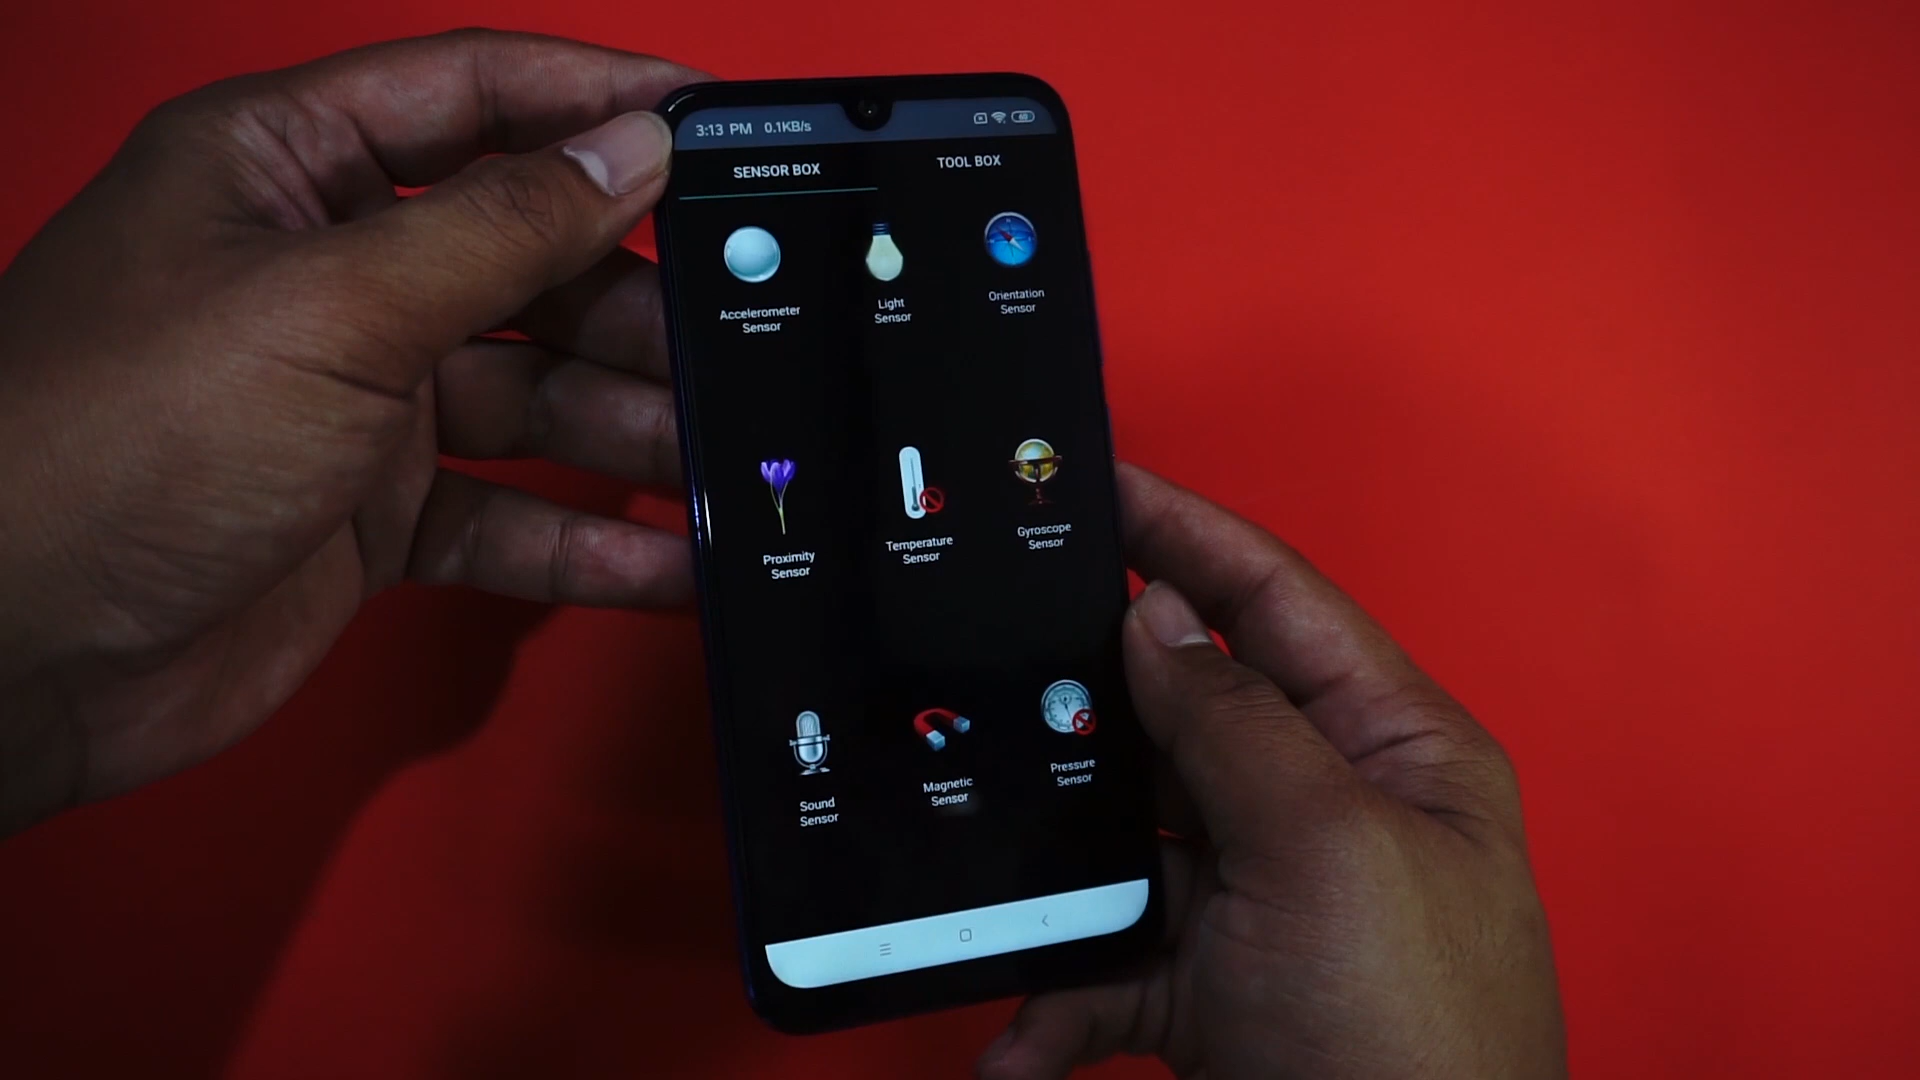 3:13 PM 0.1KB/s 60
SENSOR BOX TOOL BOX
Accelerometer
Sensor
Light
Sensor
Orientation
Sensor
Proximity
Sensor
Temperature
Sensor
Gyroscope
Sensor
Sound
Sensor
Magnetic
Sensor
Pressure
Sensor